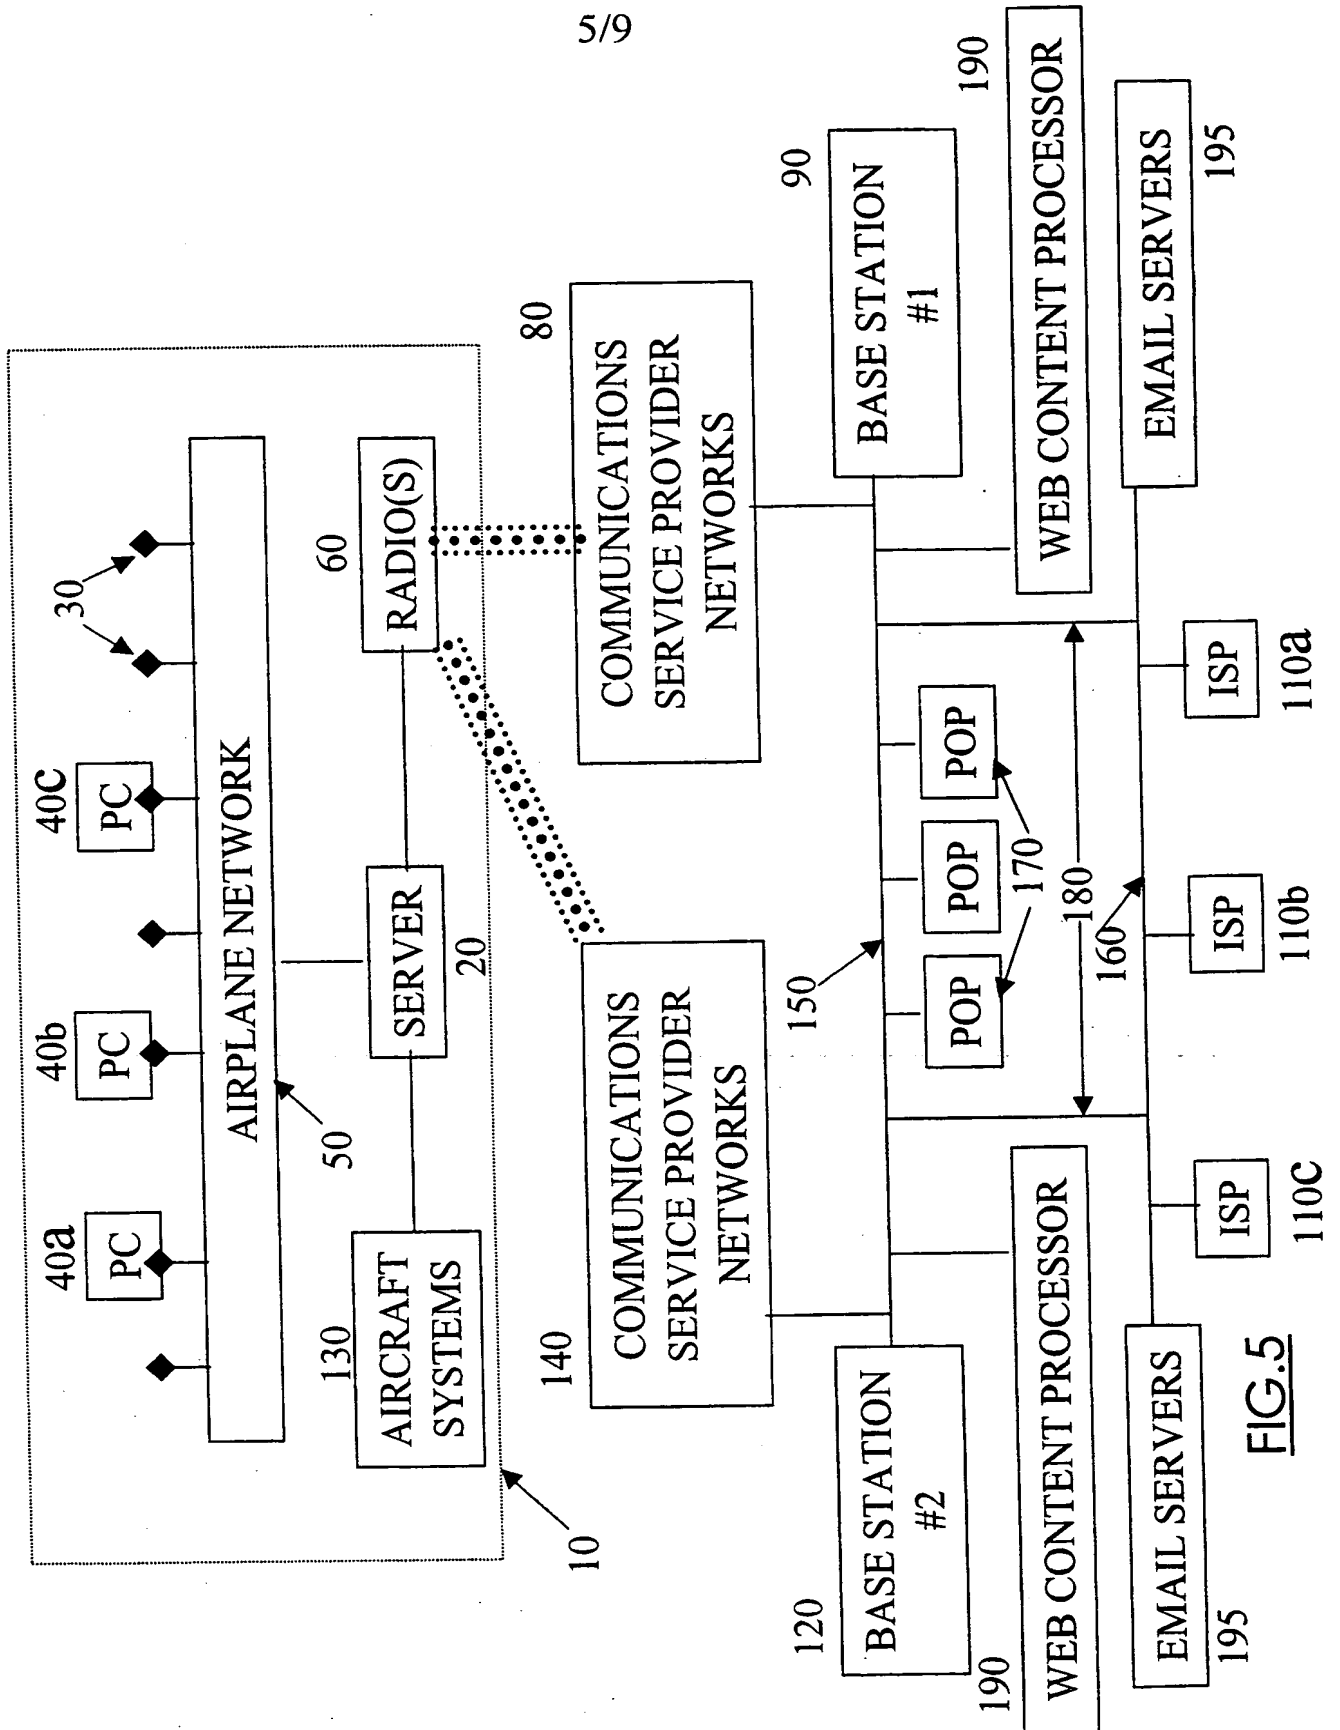 5/9
30
40a
40b
40c
PC
PC
PC
AIRPLANE NETWORK
50
130
AIRCRAFT
SYSTEMS
SERVER
20
60
RADIO(S)
10
140
COMMUNICATIONS
SERVICE PROVIDER
NETWORKS
80
COMMUNICATIONS
SERVICE PROVIDER
NETWORKS
120
BASE STATION
#2
150
90
BASE STATION
#1
POP
POP
POP
170
180
160
190
WEB CONTENT PROCESSOR
190
WEB CONTENT PROCESSOR
EMAIL SERVERS
195
EMAIL SERVERS
195
ISP
110c
ISP
110b
ISP
110a
FIG.5